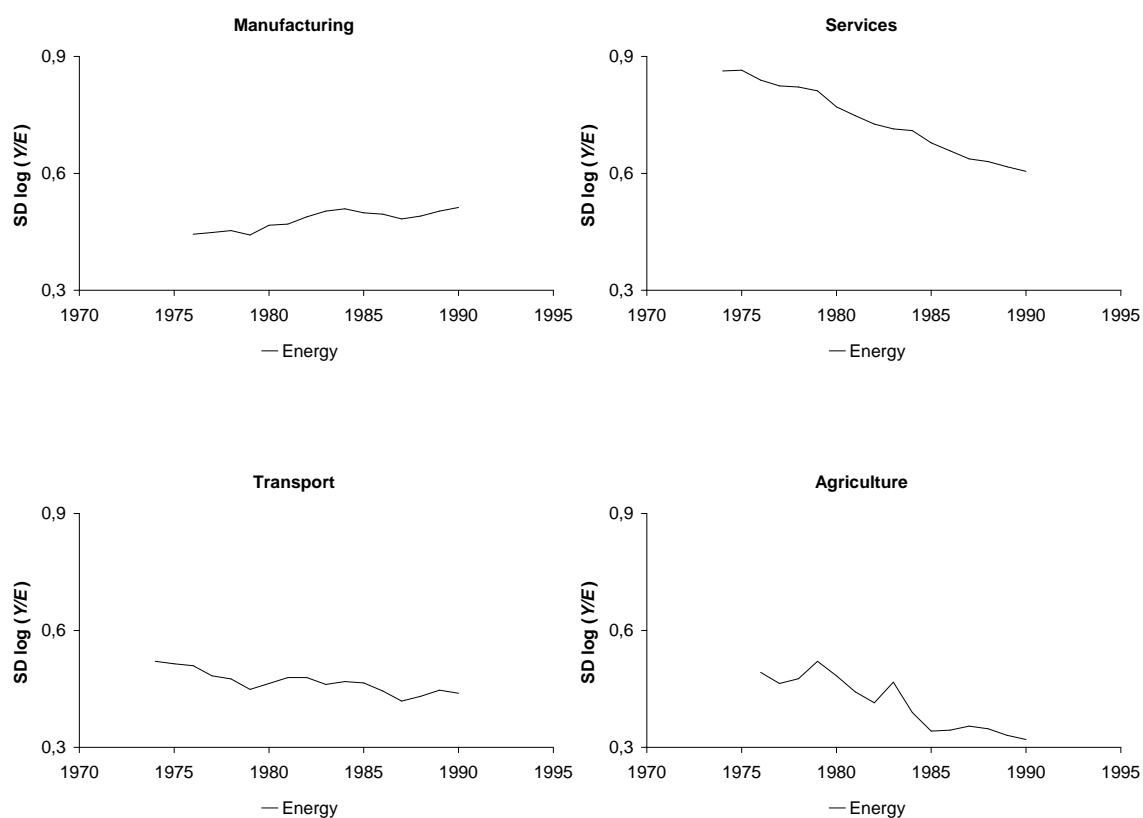 Manufacturing
0,9
0,6
0,3
SD log (Y/E)
1970 1975 1980 1985 1990 1995
Energy
Services
0,9
0,6
0,3
SD log (Y/E)
1970 1975 1980 1985 1990 1995
Energy
Transport
0,9
0,6
0,3
SD log (Y/E)
1970 1975 1980 1985 1990 1995
Energy
Agriculture
0,9
0,6
0,3
SD log (Y/E)
1970 1975 1980 1985 1990 1995
Energy